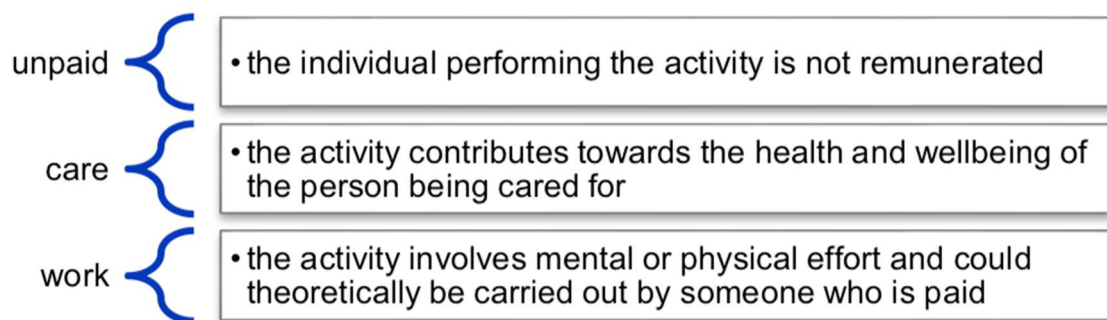 unpaid
• the individual performing the activity is not remunerated
care
• the activity contributes towards the health and wellbeing of
the person being cared for
work
• the activity involves mental or physical effort and could
theoretically be carried out by someone who is paid